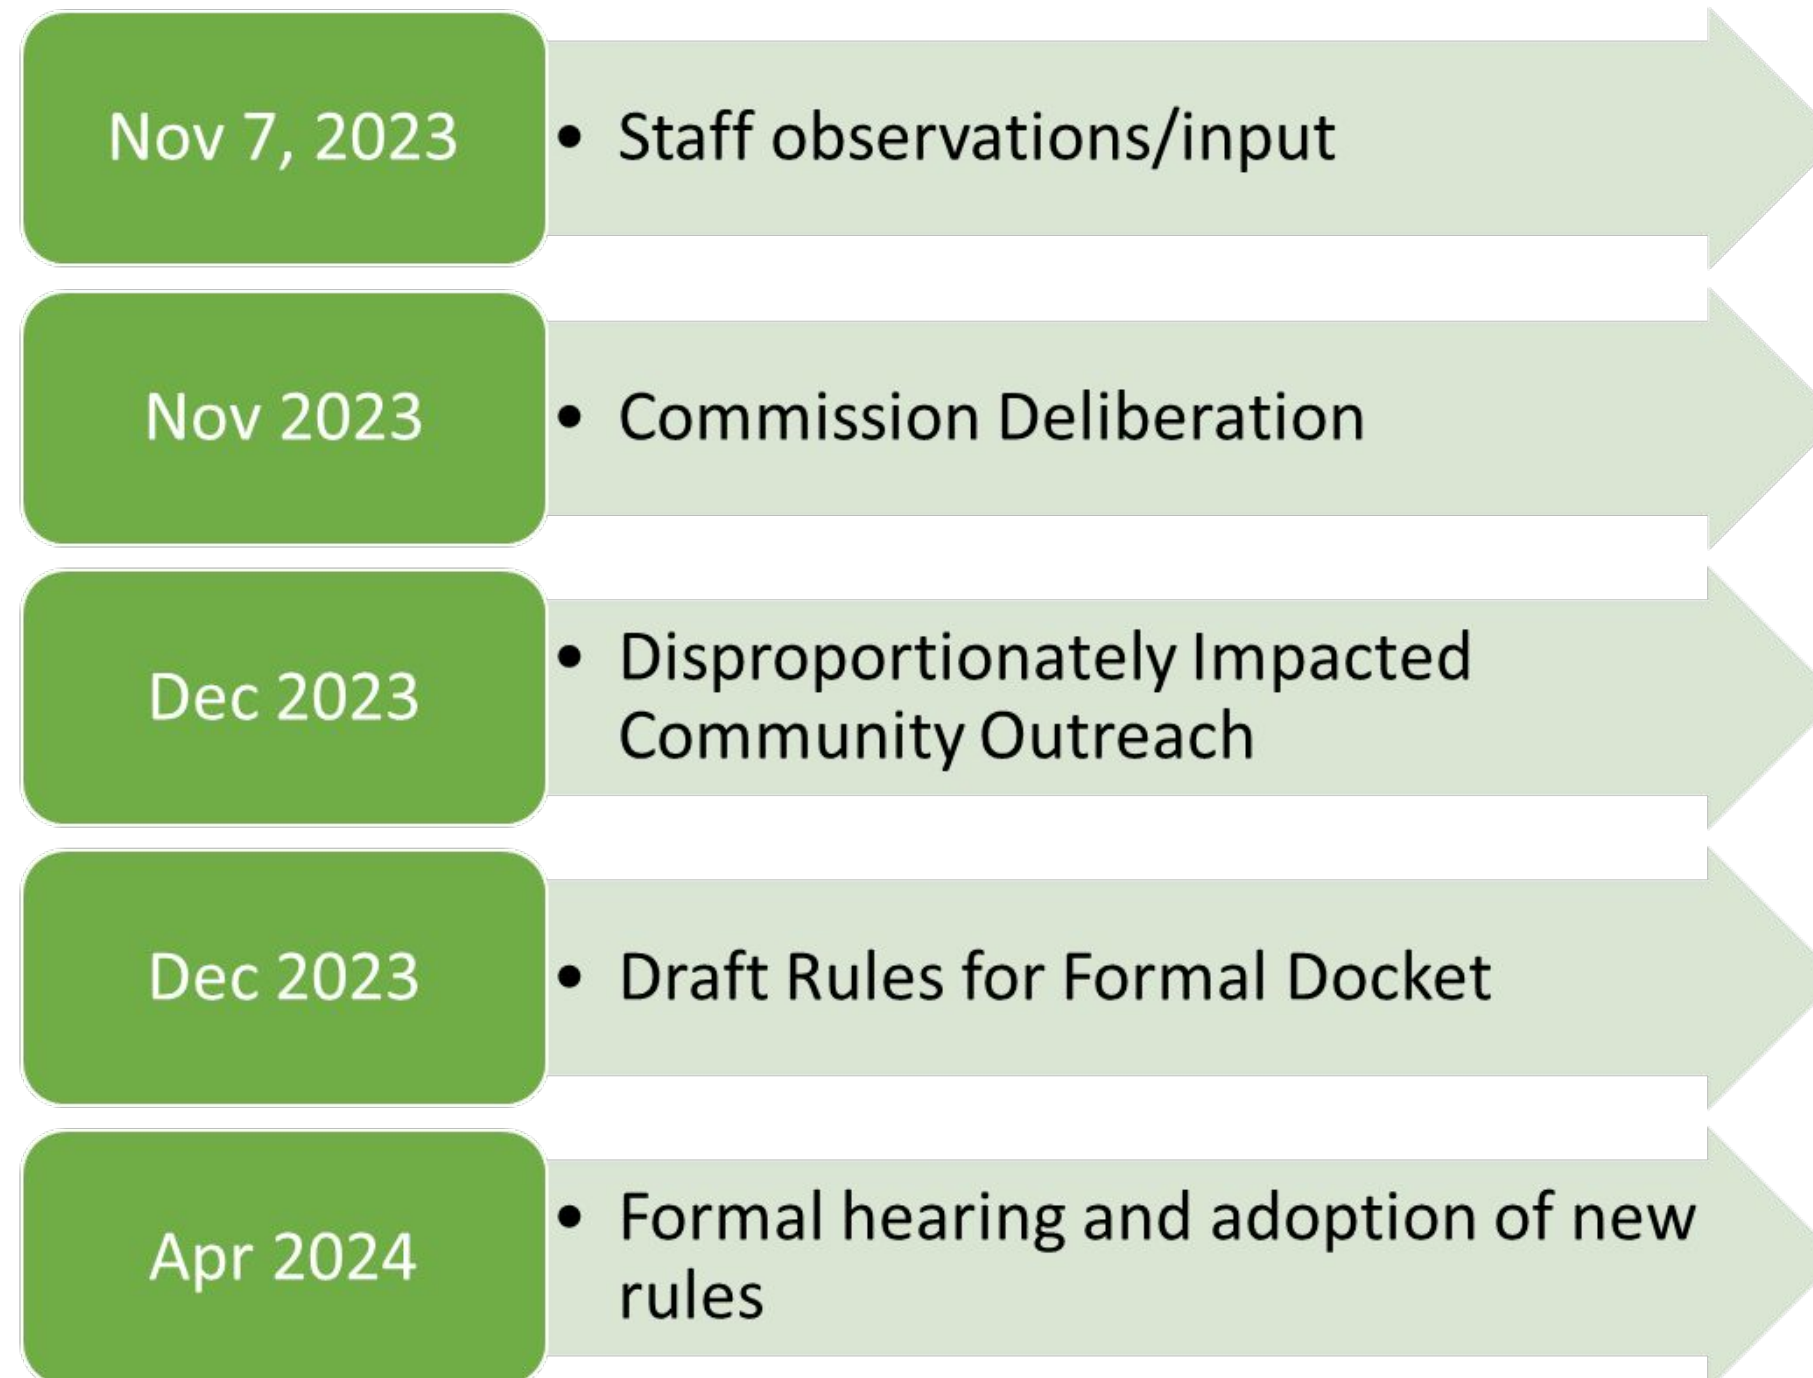 Nov 7, 2023
• Staff observations/input
Nov 2023
• Commission Deliberation
Dec 2023
• Disproportionately Impacted
Community Outreach
Dec 2023
• Draft Rules for Formal Docket
Apr 2024
• Formal hearing and adoption of new
rules